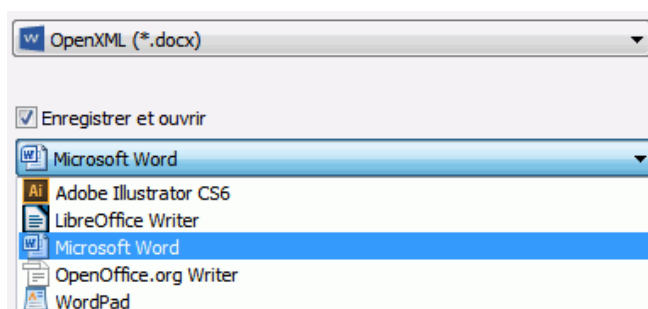 OpenXML (*.docx)
Enregistrer et ouvrir
Microsoft Word
Adobe Illustrator CS6
LibreOffice Writer
Microsoft Word
OpenOffice.org Writer
WordPad